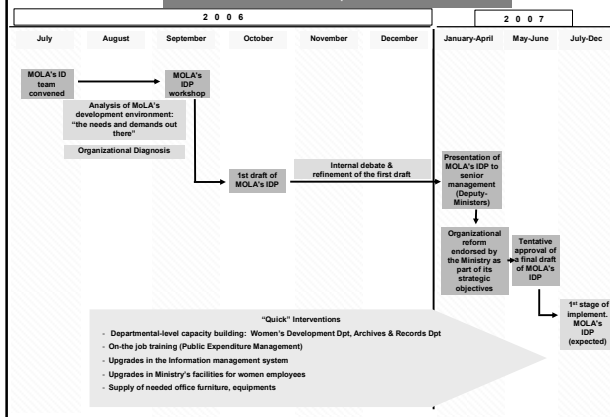 2 0 0 6
2 0 0 7
July
August
September
October
November
December
January-April
May-June
July-Dec
MOLA's ID
team
convened
MOLA's
IDP
workshop
Analysis of MoLA's
development environment:
"the needs and demands out
there"
Organizational Diagnosis
1st draft of
MOLA's IDP
Internal debate &
refinement of the first draft
Presentation of
MOLA's IDP to
senior
management
(Deputy-
Ministers)
Organizational
reform
endorsed by
the Ministry as
part of its
strategic
objectives
Tentative
approval of
a final draft
of MOLA's
IDP
1st stage of
implement.
MOLA's
IDP
(expected)
"Quick" Interventions
- Departmental-level capacity building: Women's Development Dpt, Archives & Records Dpt
- On-the job training (Public Expenditure Management)
- Upgrades in the Information management system
- Upgrades in Ministry's facilities for women employees
- Supply of needed office furniture, equipments